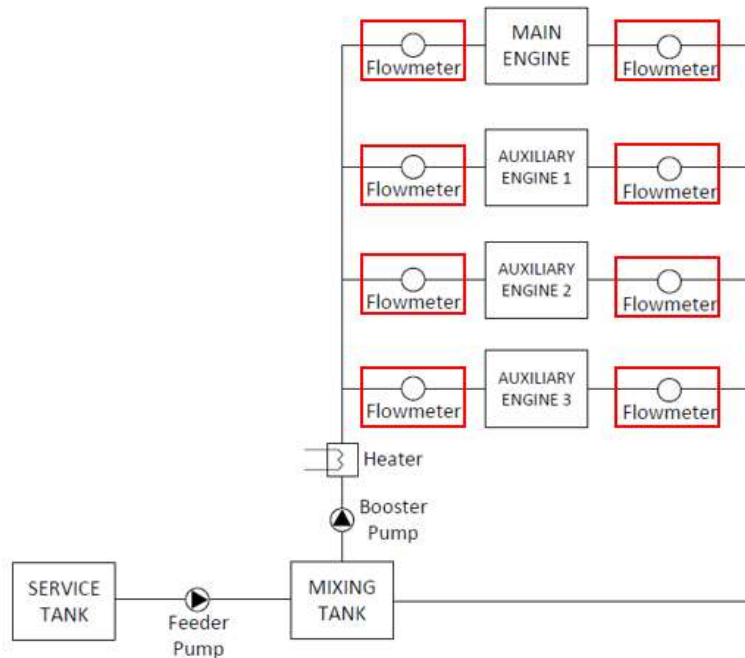 MAIN
ENGINE
Flowmeter
Flowmeter
AUXILIARY
ENGINE 1
Flowmeter
Flowmeter
AUXILIARY
ENGINE 2
Flowmeter
Flowmeter
AUXILIARY
ENGINE 3
Flowmeter
Flowmeter
Heater
Booster
Pump
SERVICE
TANK
Feeder
Pump
MIXING
TANK